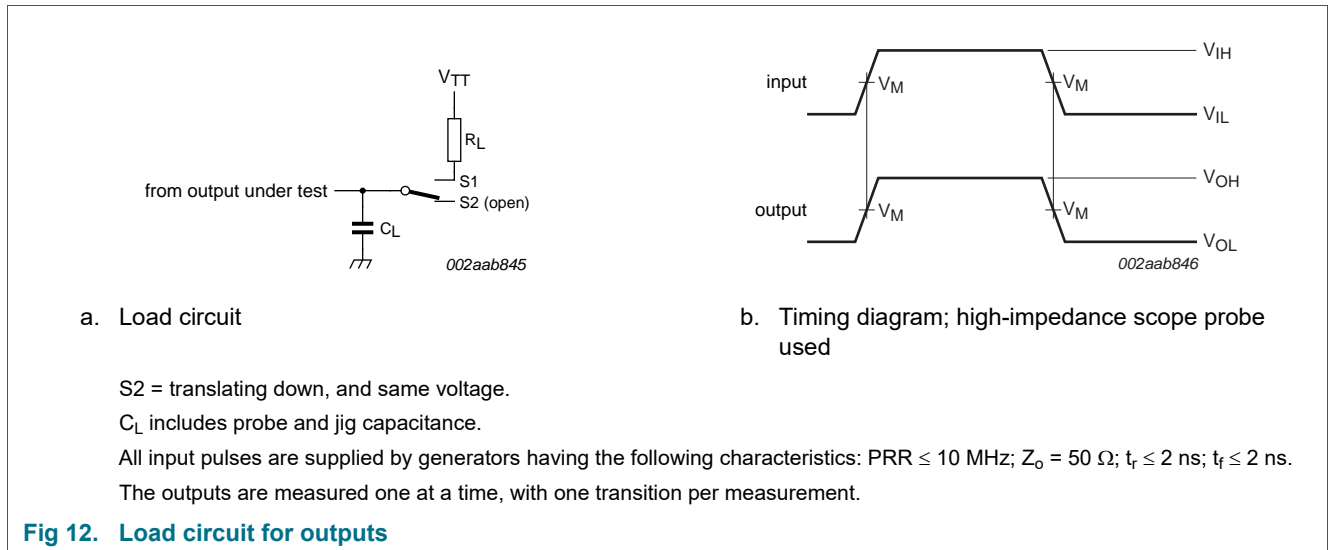 VTT
RL
S1
from output under test
S2 (open)
CL
002aab845
a. Load circuit
VIH
input
VM
VM
VIL
VOH
output
VM
VM
VOL
002aab846
b. Timing diagram; high-impedance scope probe
used
S2 = translating down, and same voltage.
CL includes probe and jig capacitance.
All input pulses are supplied by generators having the following characteristics: PRR ≤ 10 MHz; Zo = 50 Ω; tr ≤ 2 ns; tf ≤ 2 ns.
The outputs are measured one at a time, with one transition per measurement.
Fig 12. Load circuit for outputs